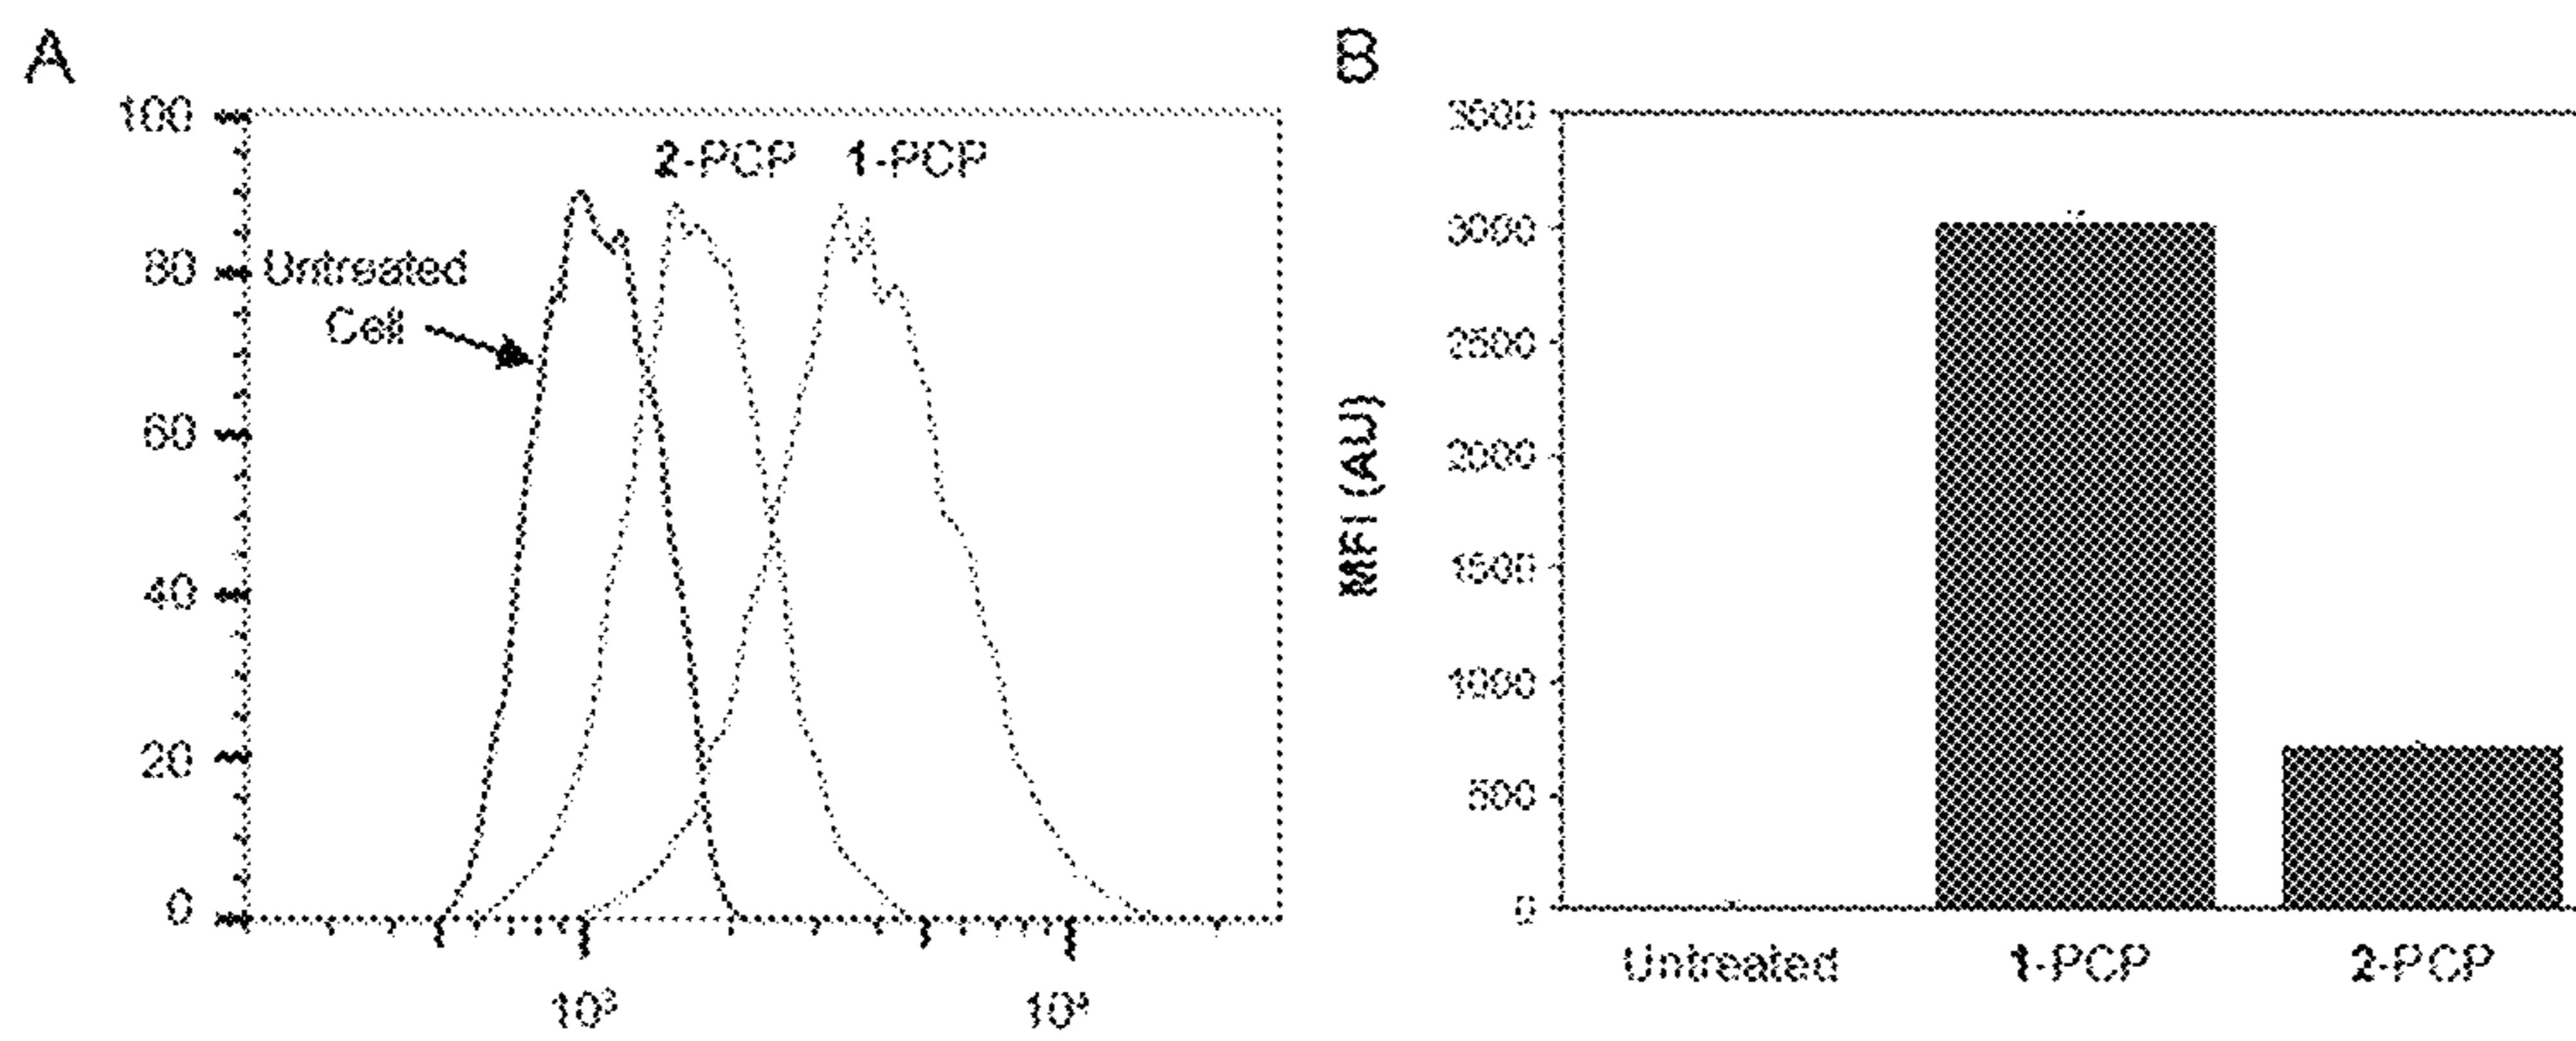 A
100
80
60
40
20
0
2-PCP 1-PCP
Untreated
Cell
10³
10⁴
B
MFI (AU)
3500
3000
2500
2000
1500
1000
500
0
Untreated
1-PCP
2-PCP